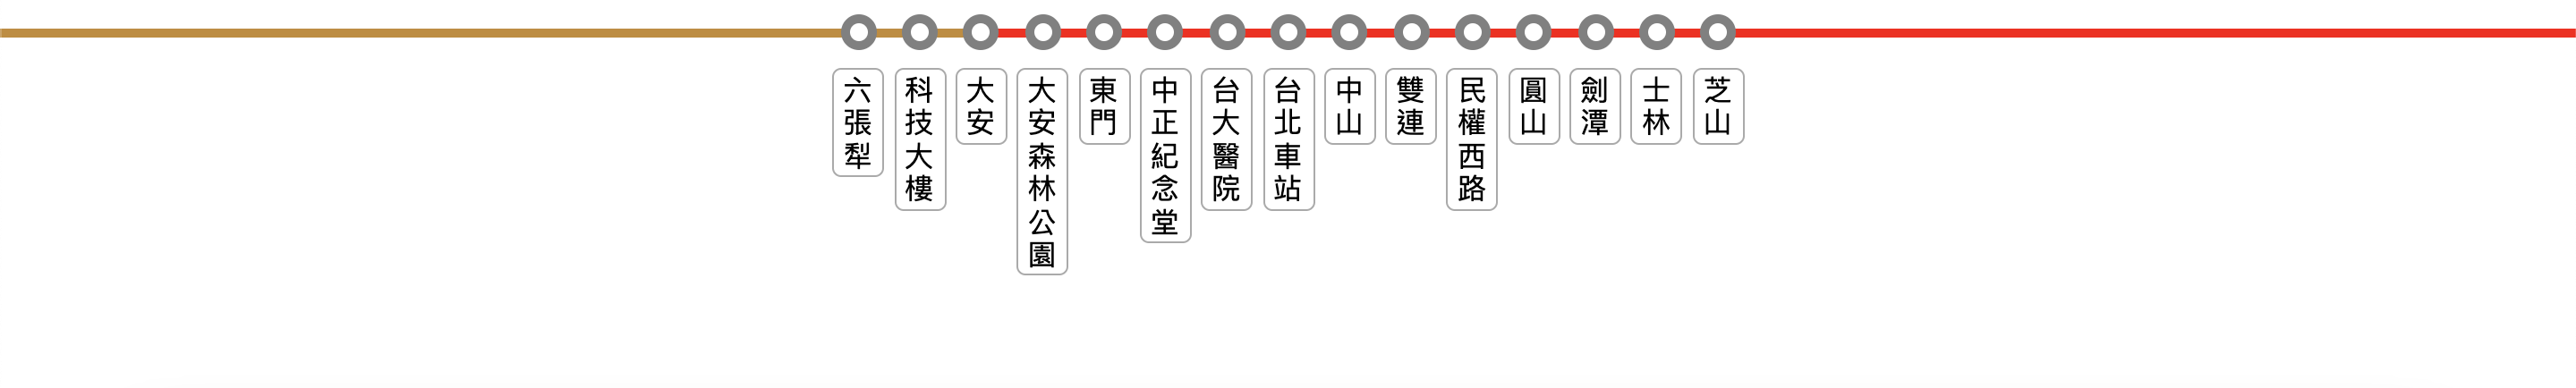 六張犁
科技大樓
大安
大安森林公園
東門
中正紀念堂
台大醫院
台北車站
中山
雙連
民權西路
圓山
劍潭
士林
芝山